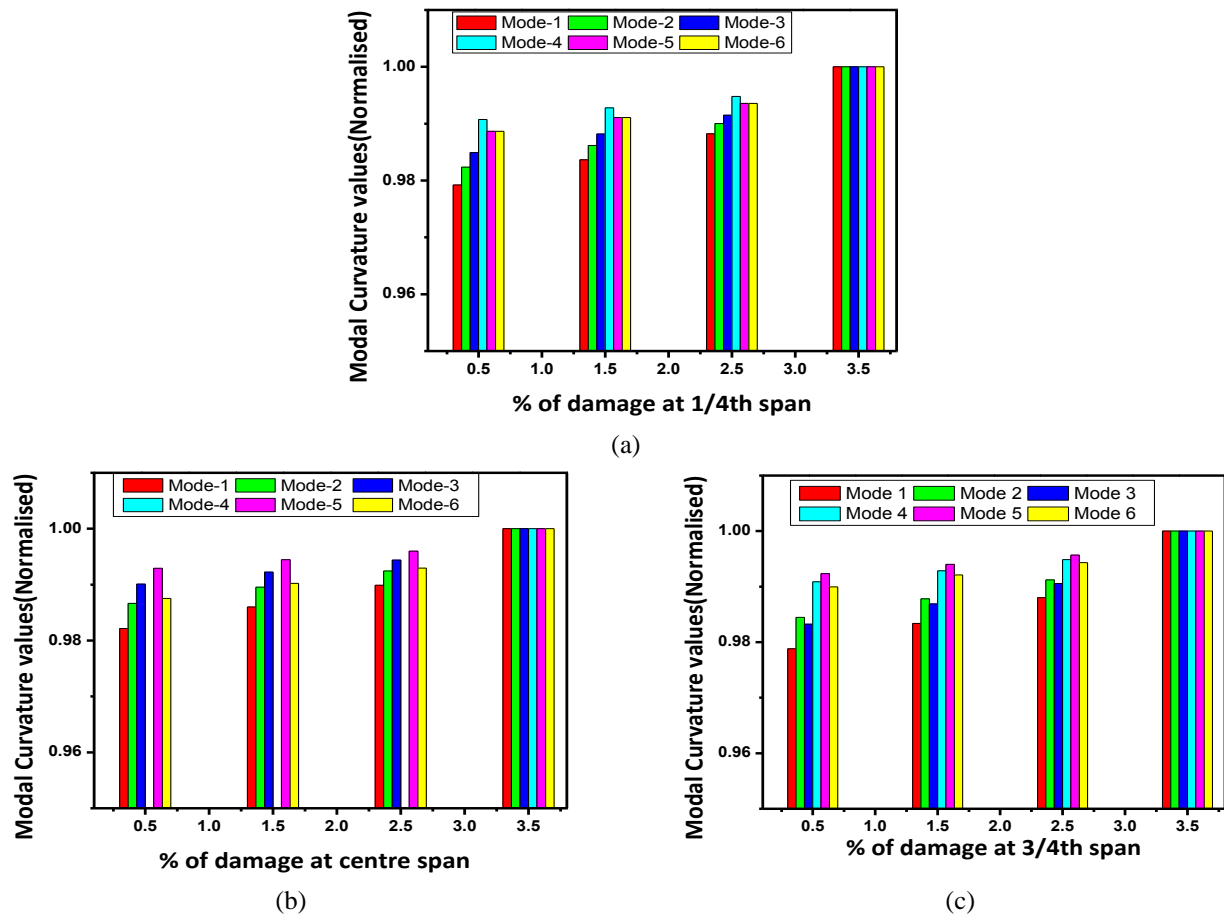 Mode-1 Mode-2 Mode-3
Mode-4 Mode-5 Mode-6
Modal Curvature values(Normalised)
1.00
0.98
0.96
0.5 1.0 1.5 2.0 2.5 3.0 3.5
% of damage at 1/4th span
(a)
Mode-1 Mode-2 Mode-3
Mode-4 Mode-5 Mode-6
Modal Curvature values(Normalised)
1.00
0.98
0.96
0.5 1.0 1.5 2.0 2.5 3.0 3.5
% of damage at centre span
(b)
Mode 1 Mode 2 Mode 3
Mode 4 Mode 5 Mode 6
Modal Curvature values(Normalised)
1.00
0.98
0.96
0.5 1.0 1.5 2.0 2.5 3.0 3.5
% of damage at 3/4th span
(c)